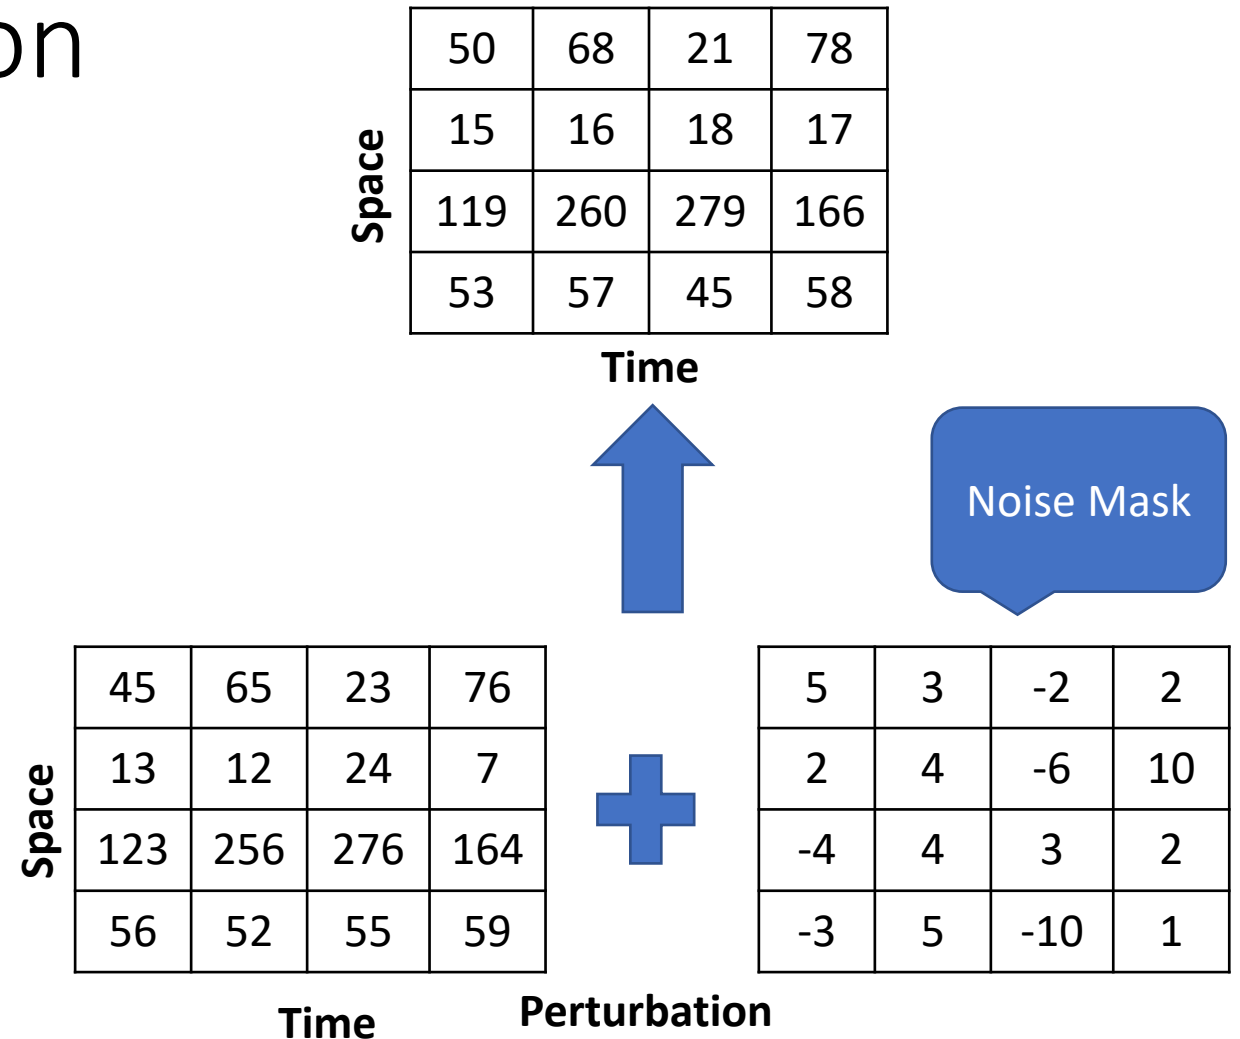 on
50 68 21 78
15 16 18 17
119 260 279 166
53 57 45 58
Space
Time
Noise Mask
45 65 23 76
13 12 24 7
123 256 276 164
56 52 55 59
Space
Time
5 3 -2 2
2 4 -6 10
-4 4 3 2
-3 5 -10 1
Perturbation